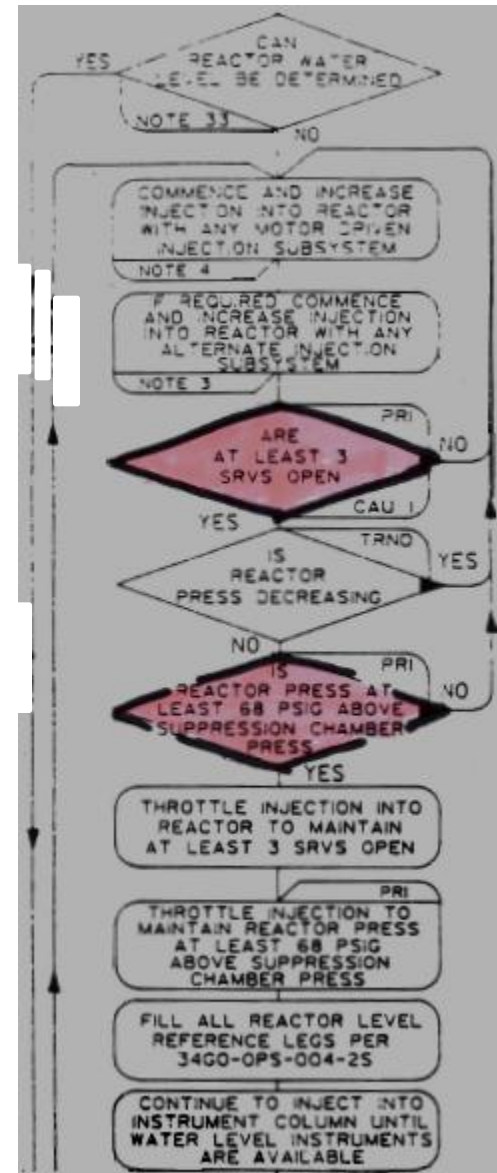 CAN
REACTOR WATER
LEVEL BE DETERMINED
YES
NOTE 33
NO
COMMENCE AND INCREASE
INJECTION INTO REACTOR
WITH ANY MOTOR DRIVEN
INJECTION SUBSYSTEM
NOTE 4
IF REQUIRED COMMENCE
AND INCREASE INJECTION
INTO REACTOR WITH ANY
ALTERNATE INJECTION
SUBSYSTEM
NOTE 3
PRI
ARE
AT LEAST 3
SRVS OPEN
NO
CAU 1
YES
TRND
IS
REACTOR
PRESS DECREASING
YES
NO
PRI
IS
REACTOR PRESS AT
LEAST 68 PSIG ABOVE
SUPPRESSION CHAMBER
PRESS
NO
YES
THROTTLE INJECTION INTO
REACTOR TO MAINTAIN
AT LEAST 3 SRVS OPEN
PRI
THROTTLE INJECTION TO
MAINTAIN REACTOR PRESS
AT LEAST 68 PSIG
ABOVE SUPPRESSION
CHAMBER PRESS
FILL ALL REACTOR LEVEL
REFERENCE LEGS PER
34GO-OPS-004-2S
CONTINUE TO INJECT INTO
INSTRUMENT COLUMN UNTIL
WATER LEVEL INSTRUMENTS
ARE AVAILABLE